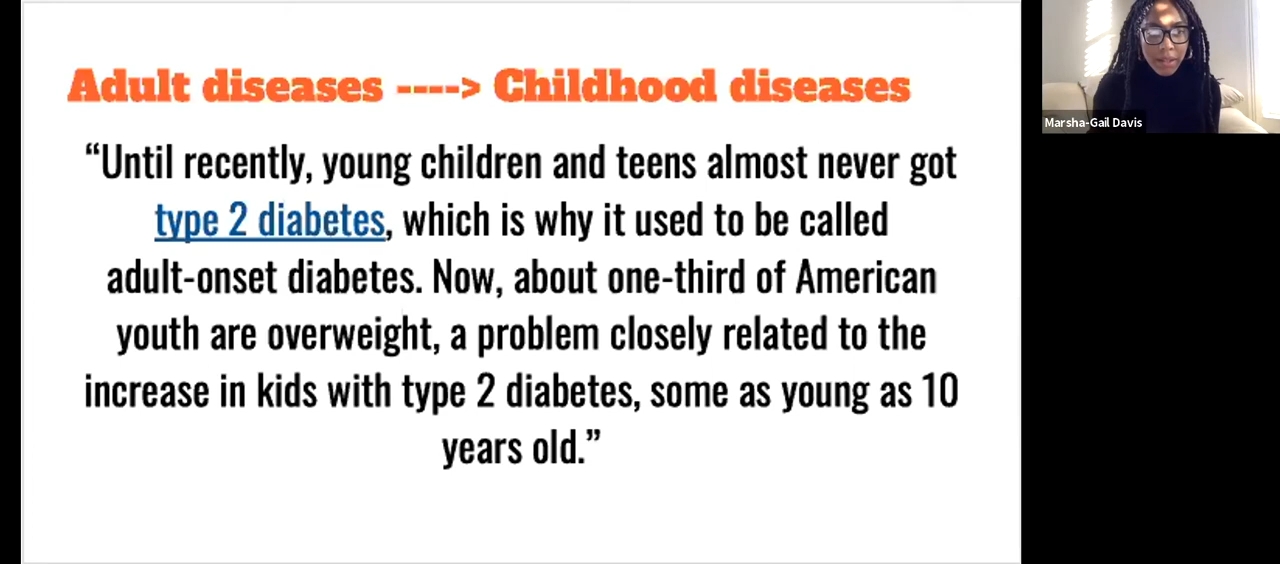 Adult diseases ----> Childhood diseases
“Until recently, young children and teens almost never got
type 2 diabetes, which is why it used to be called
adult-onset diabetes. Now, about one-third of American
youth are overweight, a problem closely related to the
increase in kids with type 2 diabetes, some as young as 10
years old.”
Marsha-Gail Davis